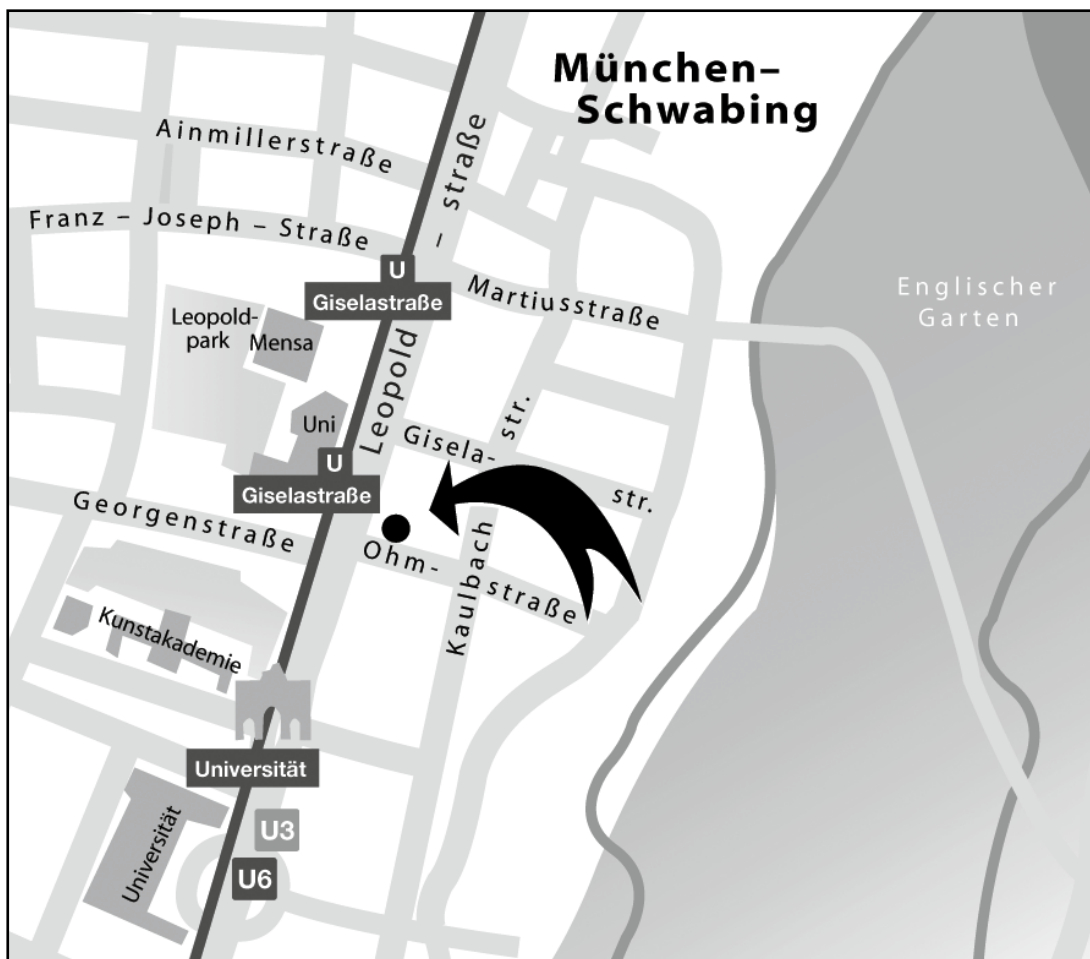 München–
Schwabing
Ainmillerstraße
– straße
Franz – Joseph – Straße
U
Giselastraße
Martiusstraße
Englischer
Garten
Leopold-
park
Mensa
Leopold
Uni
Gisela-
str.
str.
U
Giselastraße
Georgenstraße
Ohm-
straße
Kaulbach
Kunstakademie
Universität
Universität
U3
U6